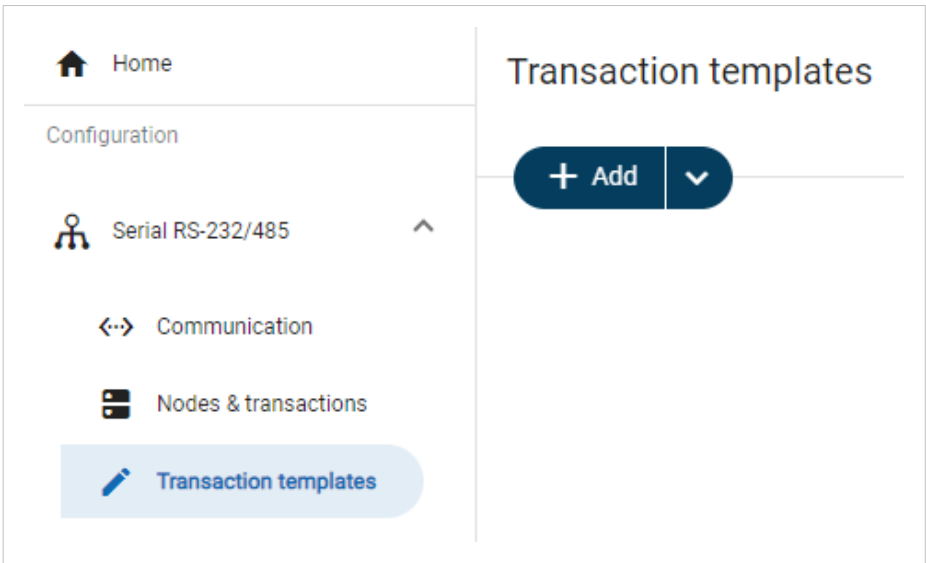 Home
Transaction templates
Configuration
Add
Serial RS-232/485
Communication
Nodes & transactions
Transaction templates